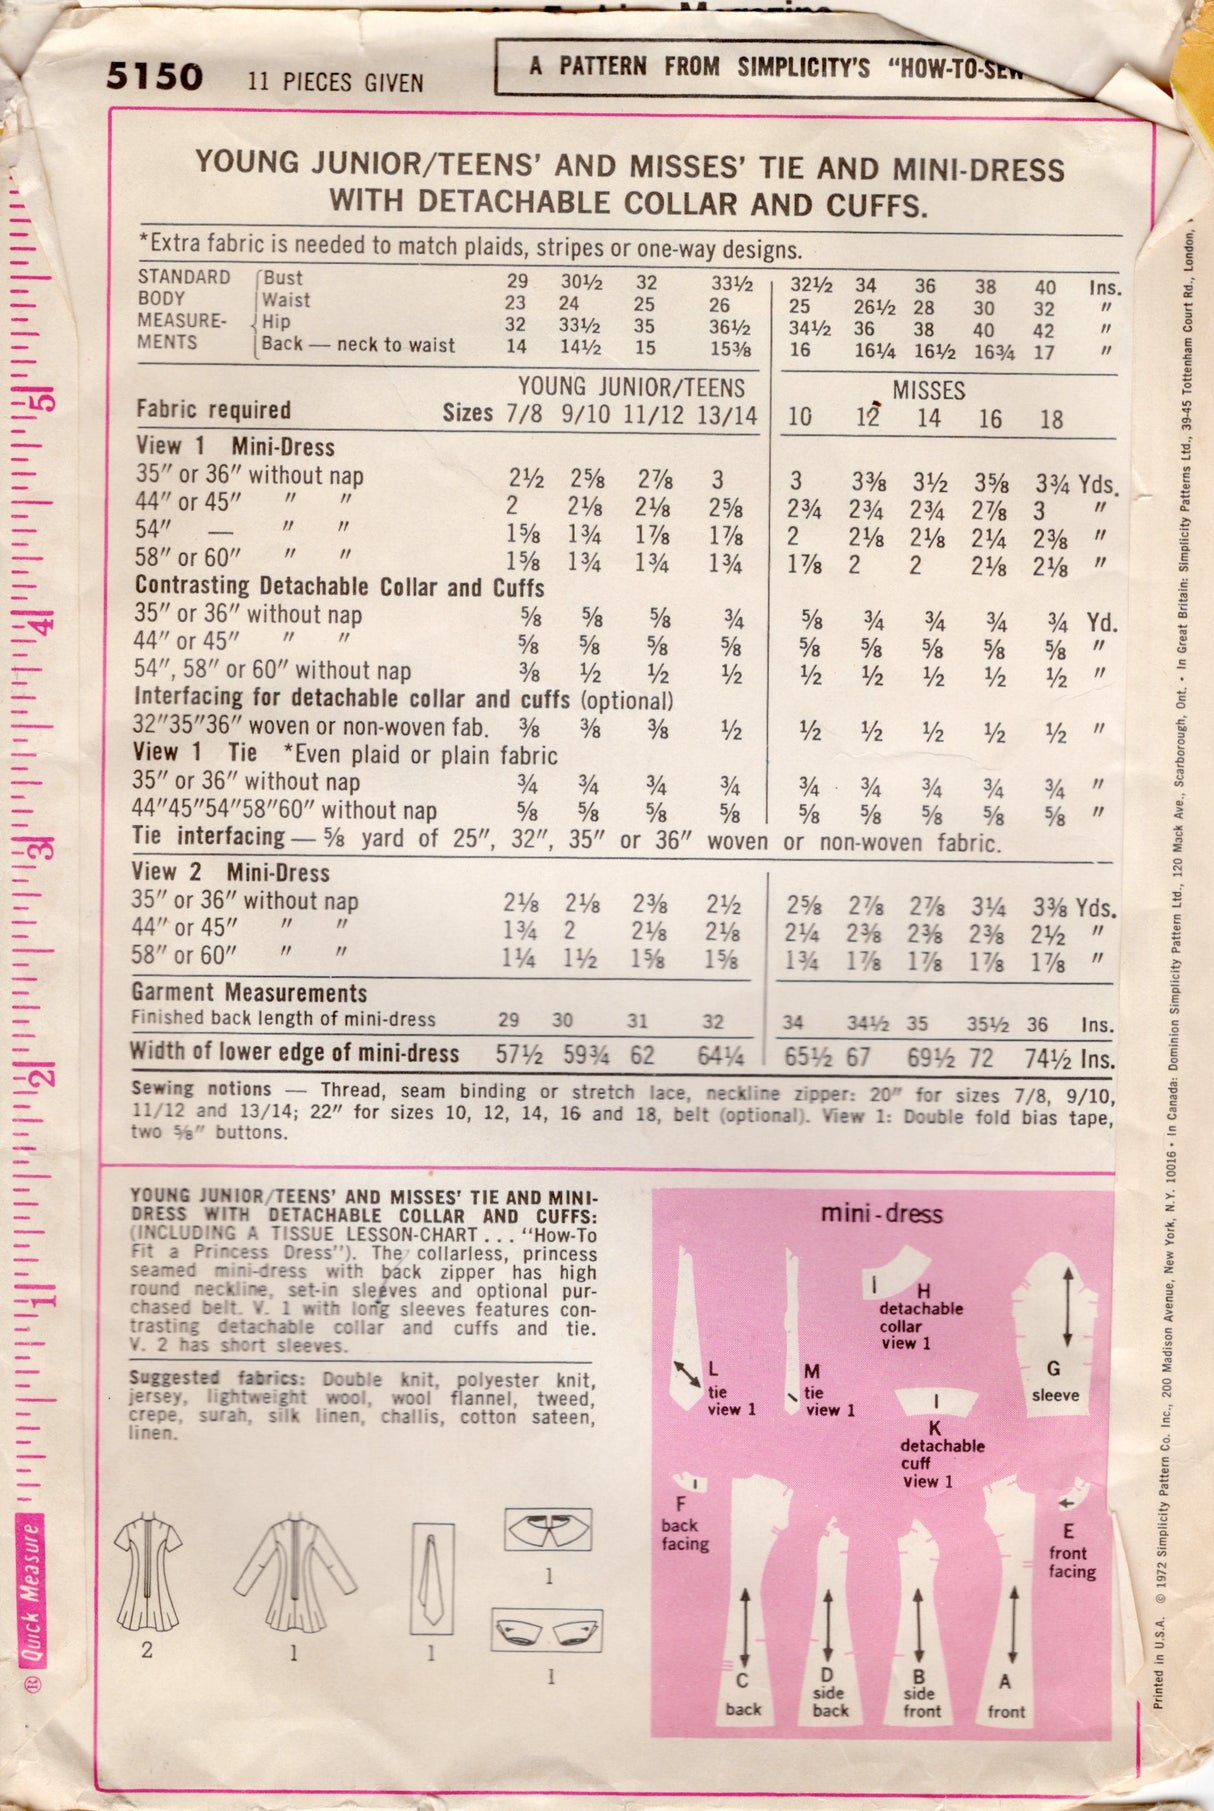 5150 11 PIECES GIVEN
A PATTERN FROM SIMPLICITY'S "HOW-TO-SEW
YOUNG JUNIOR/TEENS' AND MISSES' TIE AND MINI-DRESS
WITH DETACHABLE COLLAR AND CUFFS.
*Extra fabric is needed to match plaids, stripes or one-way designs.
STANDARD Bust 29 30½ 32 33½ 32½ 34 36 38 40 Ins.
BODY Waist 23 24 25 26 25 26½ 28 30 32 "
MEASURE- Hip 32 33½ 35 36½ 34½ 36 38 40 42 "
MENTS Back — neck to waist 14 14½ 15 15⅜ 16 16¼ 16½ 16¾ 17 "
YOUNG JUNIOR/TEENS MISSES
Fabric required Sizes 7/8 9/10 11/12 13/14 10 12 14 16 18
View 1 Mini-Dress
35" or 36" without nap 2½ 2⅝ 2⅞ 3 3 3⅜ 3½ 3⅝ 3¾ Yds.
44" or 45" " " 2 2⅛ 2⅛ 2⅝ 2¾ 2¾ 2¾ 2⅞ 3 "
54" — " " 1⅝ 1¾ 1⅞ 1⅞ 2 2⅛ 2⅛ 2¼ 2⅜ "
58" or 60" " " 1⅝ 1¾ 1¾ 1¾ 1⅞ 2 2 2⅛ 2⅛ "
Contrasting Detachable Collar and Cuffs
35" or 36" without nap ⅝ ⅝ ⅝ ¾ ⅝ ¾ ¾ ¾ ¾ Yd.
44" or 45" " " ⅝ ⅝ ⅝ ⅝ ⅝ ⅝ ⅝ ⅝ ⅝ "
54", 58" or 60" without nap ⅜ ½ ½ ½ ½ ½ ½ ½ ½ "
Interfacing for detachable collar and cuffs (optional)
32"35"36" woven or non-woven fab. ⅜ ⅜ ⅜ ½ ½ ½ ½ ½ ½ "
View 1 Tie *Even plaid or plain fabric
35" or 36" without nap ¾ ¾ ¾ ¾ ¾ ¾ ¾ ¾ ¾ "
44"45"54"58"60" without nap ⅝ ⅝ ⅝ ⅝ ⅝ ⅝ ⅝ ⅝ ⅝ "
Tie interfacing — ⅝ yard of 25", 32", 35" or 36" woven or non-woven fabric.
View 2 Mini-Dress
35" or 36" without nap 2⅛ 2⅛ 2⅜ 2½ 2⅝ 2⅞ 2⅞ 3¼ 3⅜ Yds.
44" or 45" " " 1¾ 2 2⅛ 2⅛ 2¼ 2⅜ 2⅜ 2⅜ 2½ "
58" or 60" " " 1¼ 1½ 1⅝ 1⅝ 1¾ 1⅞ 1⅞ 1⅞ 1⅞ "
Garment Measurements
Finished back length of mini-dress 29 30 31 32 34 34½ 35 35½ 36 Ins.
Width of lower edge of mini-dress 57½ 59¾ 62 64¼ 65½ 67 69½ 72 74½ Ins.
Sewing notions — Thread, seam binding or stretch lace, neckline zipper: 20" for sizes 7/8, 9/10,
11/12 and 13/14; 22" for sizes 10, 12, 14, 16 and 18, belt (optional). View 1: Double fold bias tape,
two ⅝" buttons.
YOUNG JUNIOR/TEENS' AND MISSES' TIE AND MINI-
DRESS WITH DETACHABLE COLLAR AND CUFFS:
(INCLUDING A TISSUE LESSON-CHART . . . "How-To
Fit a Princess Dress"). The collarless, princess
seamed mini-dress with back zipper has high
round neckline, set-in sleeves and optional pur-
chased belt. V. 1 with long sleeves features con-
trasting detachable collar and cuffs and tie.
V. 2 has short sleeves.
Suggested fabrics: Double knit, polyester knit,
jersey, lightweight wool, wool flannel, tweed,
crepe, surah, silk linen, challis, cotton sateen,
linen.
2
1
1
1
1
mini-dress
L
tie
view 1
M
tie
view 1
H
detachable
collar
view 1
G
sleeve
K
detachable
cuff
view 1
F
back
facing
E
front
facing
C
back
D
side
back
B
side
front
A
front
5
4
3
2
1
® Quick Measure
Printed in U.S.A. © 1972 Simplicity Pattern Co. Inc., 200 Madison Avenue, New York, N.Y. 10016 • In Canada: Dominion Simplicity Pattern Ltd., 120 Mack Ave., Scarborough, Ont. • In Great Britain: Simplicity Patterns Ltd., 39-45 Tottenham Court Rd., London,